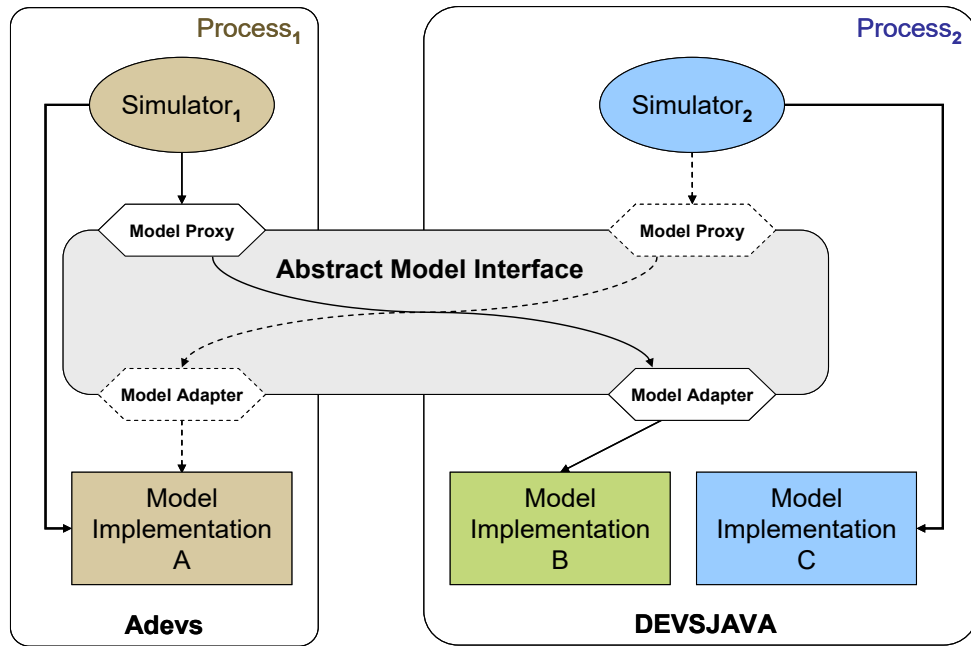 Process1
Process2
Simulator1
Simulator2
Model Proxy
Model Proxy
Abstract Model Interface
Model Adapter
Model Adapter
Model
Implementation
A
Model
Implementation
B
Model
Implementation
C
Adevs
DEVSJAVA